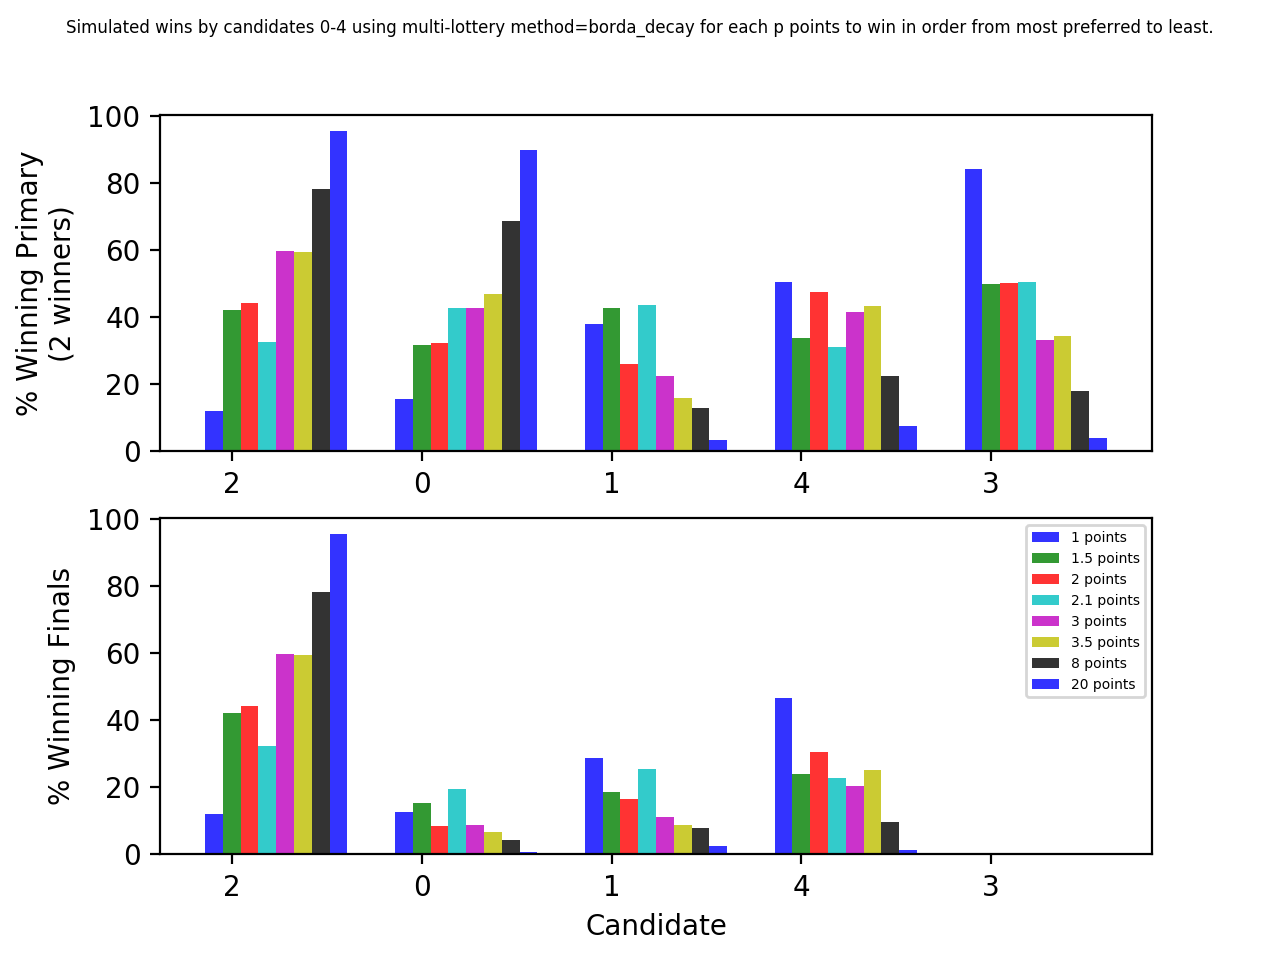 Simulated wins by candidates 0-4 using multi-lottery method=borda_decay for each p points to win in order from most preferred to least.
% Winning Primary
(2 winners)
100
80
60
40
20
0
2 0 1 4 3
% Winning Finals
100
80
60
40
20
0
1 points
1.5 points
2 points
2.1 points
3 points
3.5 points
8 points
20 points
2 0 1 4 3
Candidate